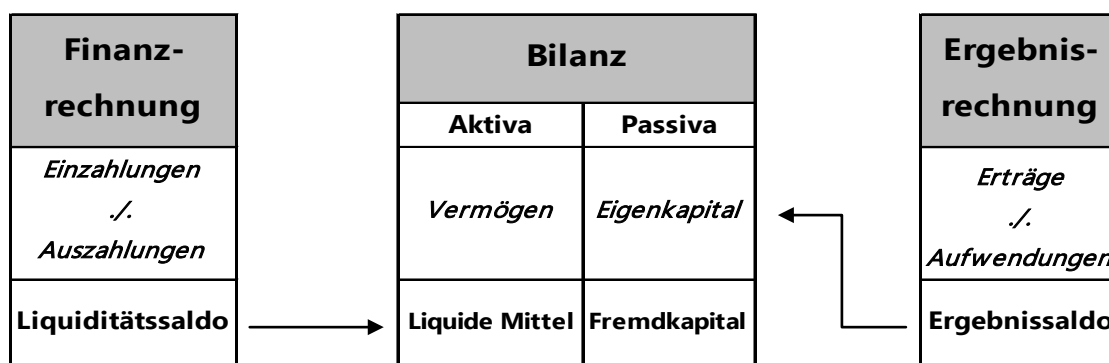 Finanz-
rechnung
Einzahlungen
./.
Auszahlungen
Liquiditätssaldo
Bilanz
Aktiva Passiva
Vermögen Eigenkapital
Liquide Mittel Fremdkapital
Ergebnis-
rechnung
Erträge
./.
Aufwendungen
Ergebnissaldo